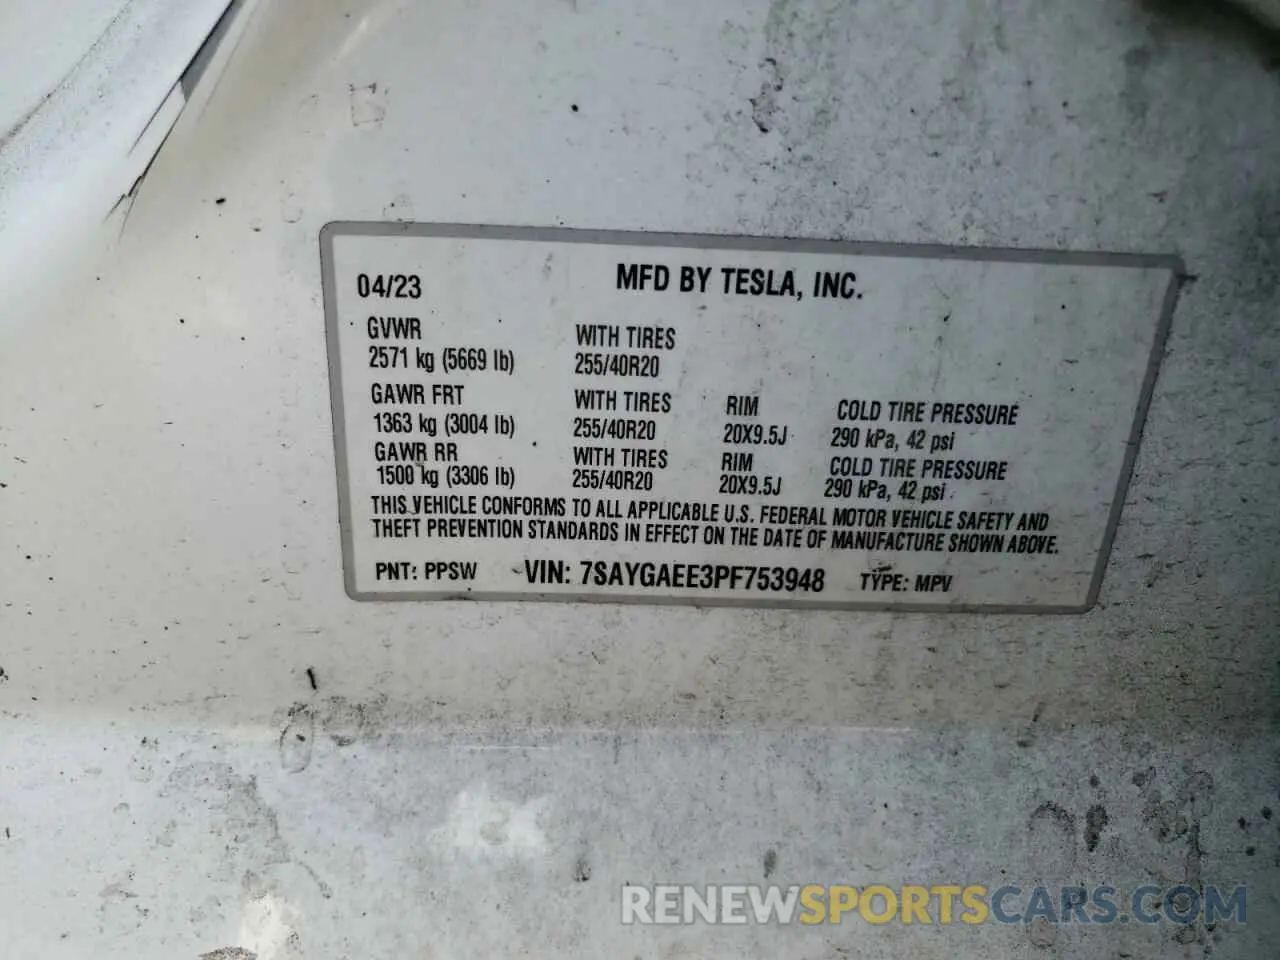 04/23 MFD BY TESLA, INC.
GVWR WITH TIRES
2571 kg (5669 lb) 255/40R20
GAWR FRT WITH TIRES RIM COLD TIRE PRESSURE
1363 kg (3004 lb) 255/40R20 20X9.5J 290 kPa, 42 psi
GAWR RR WITH TIRES RIM COLD TIRE PRESSURE
1500 kg (3306 lb) 255/40R20 20X9.5J 290 kPa, 42 psi
THIS VEHICLE CONFORMS TO ALL APPLICABLE U.S. FEDERAL MOTOR VEHICLE SAFETY AND
THEFT PREVENTION STANDARDS IN EFFECT ON THE DATE OF MANUFACTURE SHOWN ABOVE.
PNT: PPSW VIN: 7SAYGAEE3PF753948 TYPE: MPV
RENEWSPORTSCARS.COM